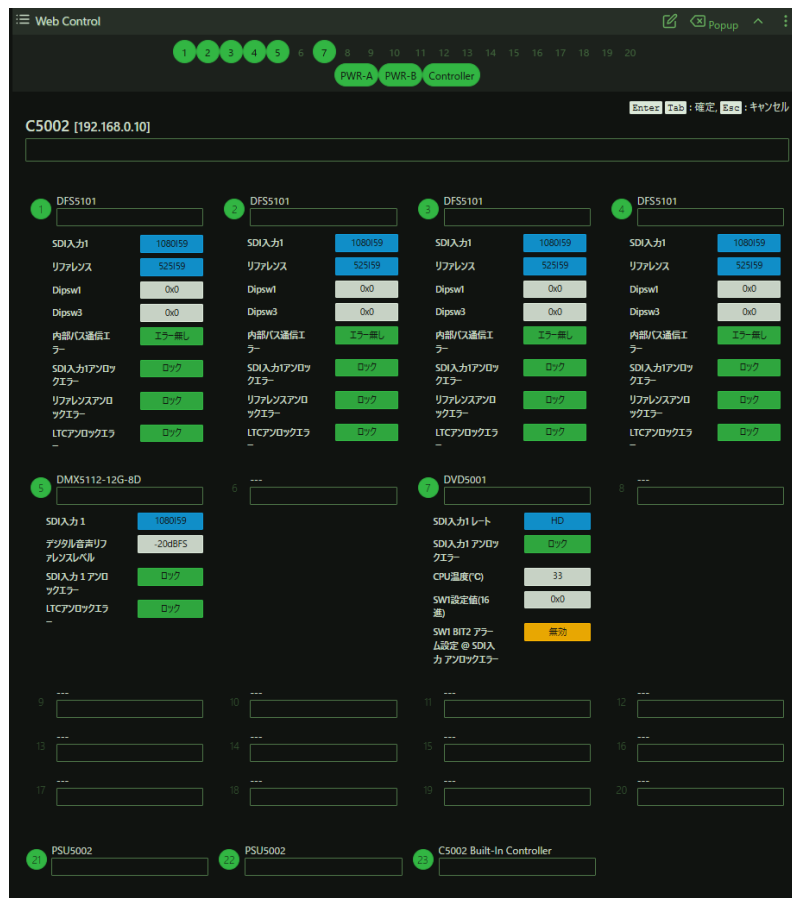 Web Control
Popup
1 2 3 4 5 6 7 8 9 10 11 12 13 14 15 16 17 18 19 20
PWR-A PWR-B Controller
Enter Tab : 確定, Esc : キャンセル
C5002 [192.168.0.10]
1 DFS5101
SDI入力1 1080I59
リファレンス 525I59
Dipsw1 0x0
Dipsw3 0x0
内部バス通信エ エラー無し
ラー
SDI入力1アンロッ ロック
クエラー
リファレンスアンロ ロック
ックエラー
LTCアンロックエラ ロック
ー
2 DFS5101
SDI入力1 1080I59
リファレンス 525I59
Dipsw1 0x0
Dipsw3 0x0
内部バス通信エ エラー無し
ラー
SDI入力1アンロッ ロック
クエラー
リファレンスアンロ ロック
ックエラー
LTCアンロックエラ ロック
ー
3 DFS5101
SDI入力1 1080I59
リファレンス 525I59
Dipsw1 0x0
Dipsw3 0x0
内部バス通信エ エラー無し
ラー
SDI入力1アンロッ ロック
クエラー
リファレンスアンロ ロック
ックエラー
LTCアンロックエラ ロック
ー
4 DFS5101
SDI入力1 1080I59
リファレンス 525I59
Dipsw1 0x0
Dipsw3 0x0
内部バス通信エ エラー無し
ラー
SDI入力1アンロッ ロック
クエラー
リファレンスアンロ ロック
ックエラー
LTCアンロックエラ ロック
ー
5 DMX5112-12G-8D
SDI入力 1 1080I59
デジタル音声リフ -20dBFS
ァレンスレベル
SDI入力 1 アンロ ロック
ックエラー
LTCアンロックエラ ロック
ー
6 ---
7 DVD5001
SDI入力1 レート HD
SDI入力1 アンロッ ロック
クエラー
CPU温度(℃) 33
SW1設定値(16 0x0
進)
SW1 BIT2 アラー 無効
ム設定 @ SDI入
力 アンロックエラー
8 ---
9 --- 10 --- 11 --- 12 ---
13 --- 14 --- 15 --- 16 ---
17 --- 18 --- 19 --- 20 ---
21 PSU5002 22 PSU5002 23 C5002 Built-In Controller